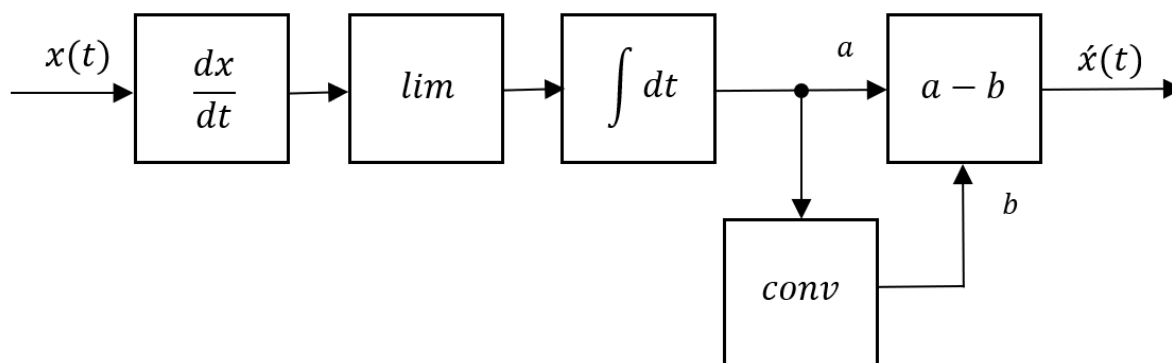 x(t)
dx
dt
lim
∫ dt
a
a − b
x́(t)
b
conv